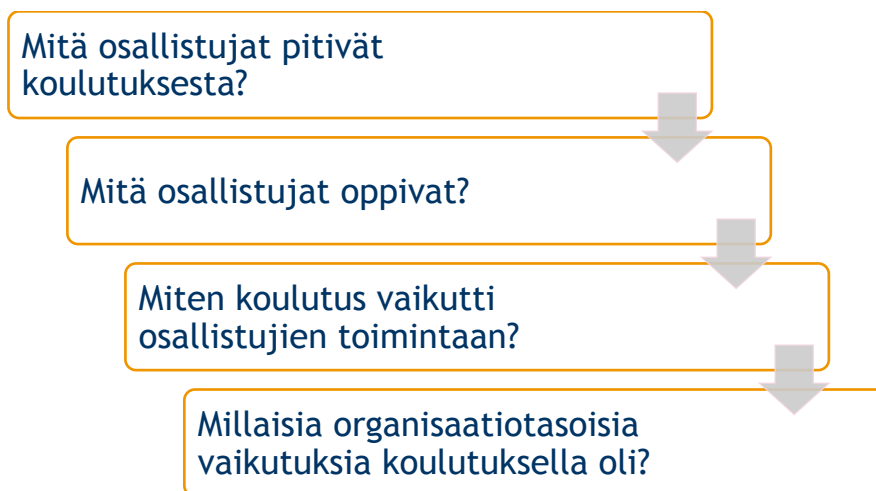 Mitä osallistujat pitivät
koulutuksesta?
Mitä osallistujat oppivat?
Miten koulutus vaikutti
osallistujien toimintaan?
Millaisia organisaatiotasoisia
vaikutuksia koulutuksella oli?